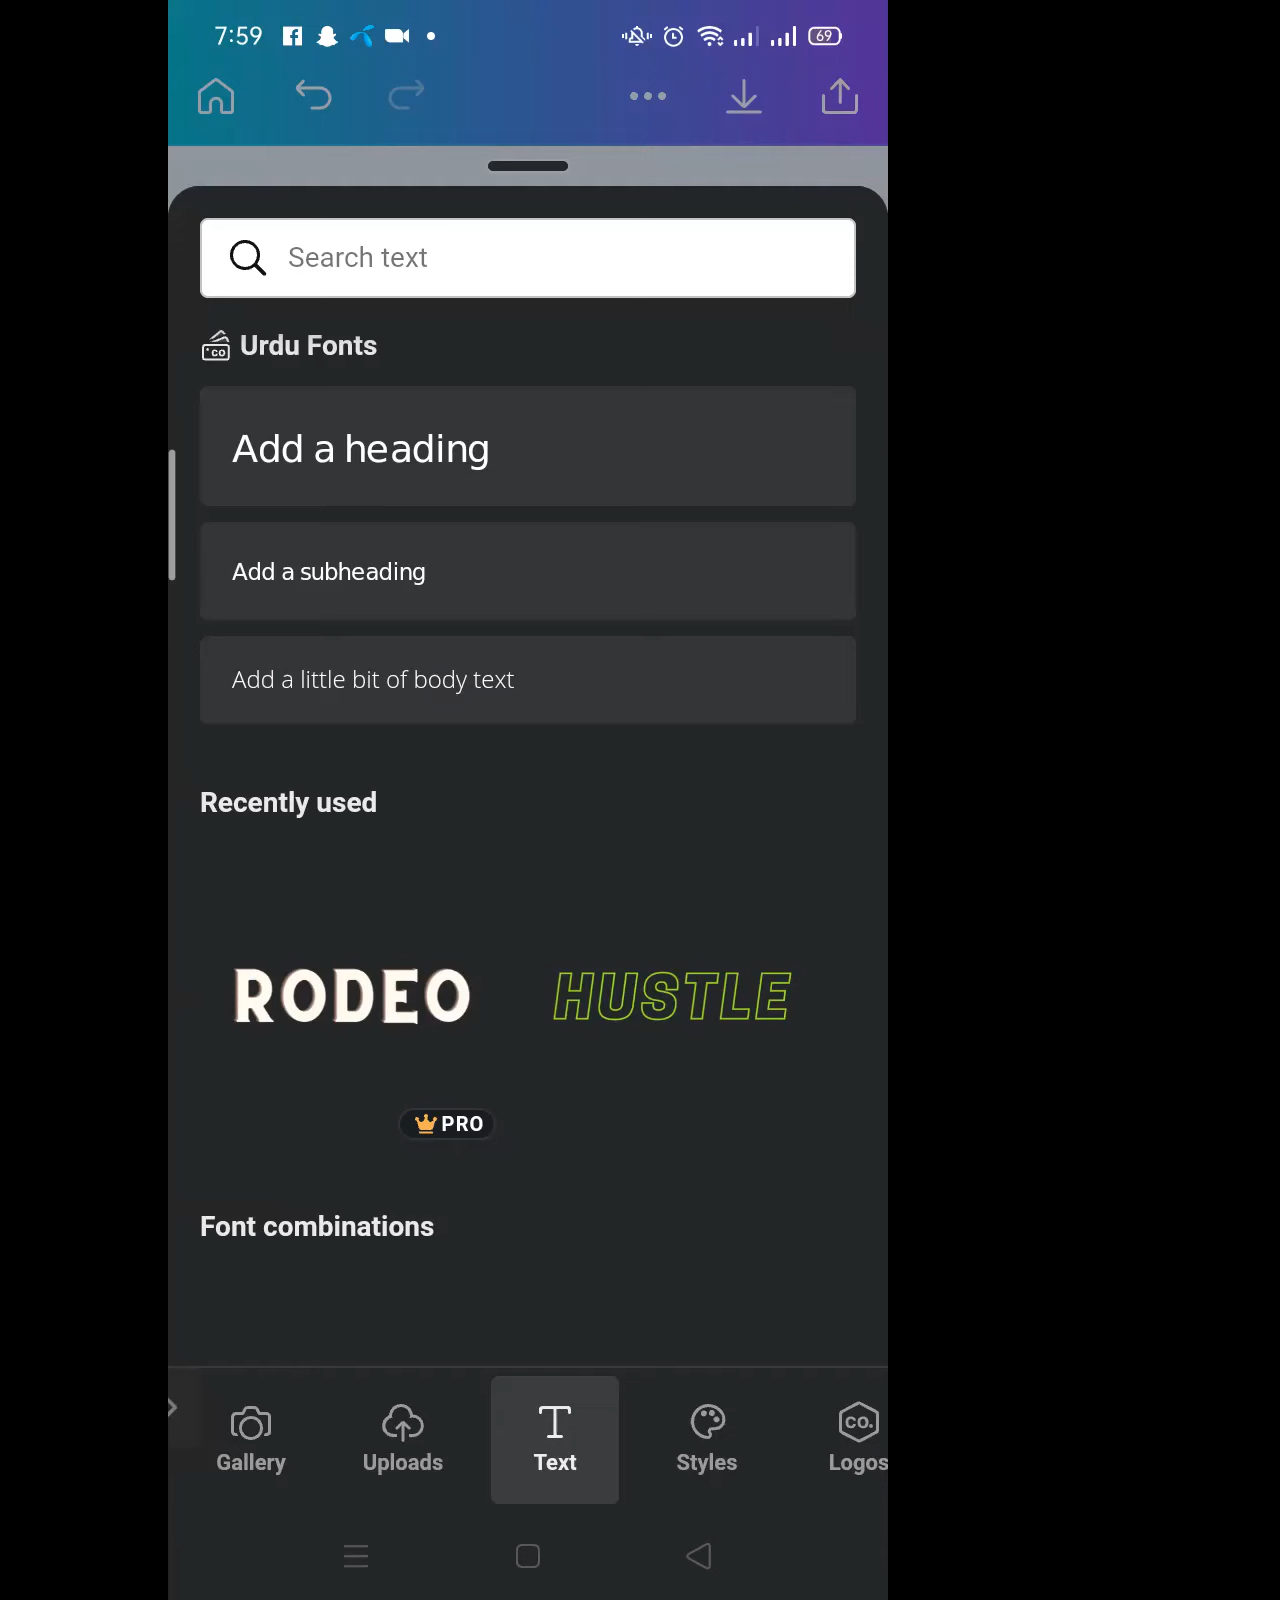 7:59
69
Search text
co Urdu Fonts
Add a heading
Add a subheading
Add a little bit of body text
Recently used
RODEO HUSTLE
PRO
Font combinations
CO.
Gallery Uploads Text Styles Logos